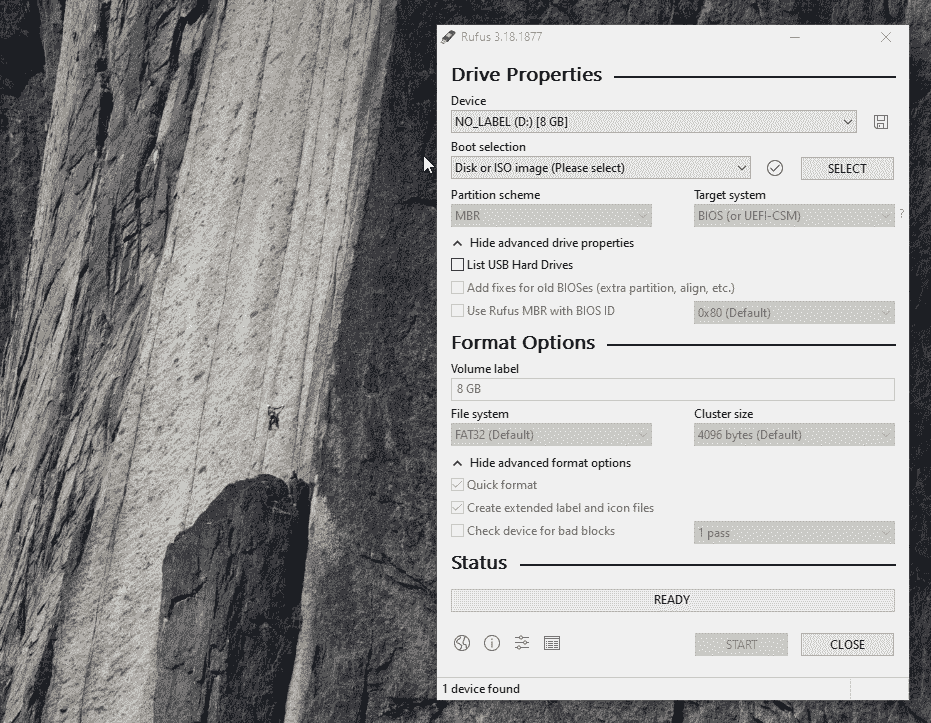 Rufus 3.18.1877
Drive Properties
Device
NO_LABEL (D:) [8 GB]
Boot selection
Disk or ISO image (Please select)
SELECT
Partition scheme
Target system
MBR
BIOS (or UEFI-CSM)
?
Hide advanced drive properties
List USB Hard Drives
Add fixes for old BIOSes (extra partition, align, etc.)
Use Rufus MBR with BIOS ID
0x80 (Default)
Format Options
Volume label
8 GB
File system
Cluster size
FAT32 (Default)
4096 bytes (Default)
Hide advanced format options
Quick format
Create extended label and icon files
Check device for bad blocks
1 pass
Status
READY
START
CLOSE
1 device found